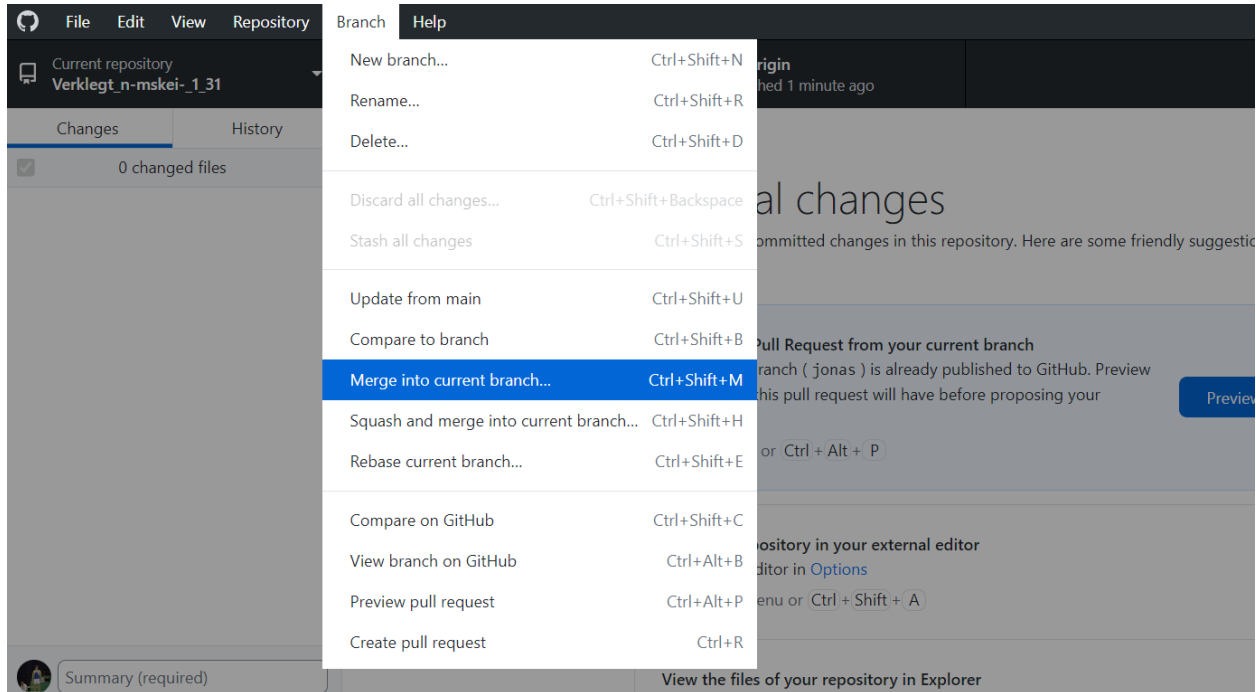 File Edit View Repository Branch Help
Current repository
Verklegt_n-mskei-_1_31
Changes History
0 changed files
Summary (required)
New branch... Ctrl+Shift+N
Rename... Ctrl+Shift+R
Delete... Ctrl+Shift+D
Discard all changes... Ctrl+Shift+Backspace
Stash all changes Ctrl+Shift+S
Update from main Ctrl+Shift+U
Compare to branch Ctrl+Shift+B
Merge into current branch... Ctrl+Shift+M
Squash and merge into current branch... Ctrl+Shift+H
Rebase current branch... Ctrl+Shift+E
Compare on GitHub Ctrl+Shift+C
View branch on GitHub Ctrl+Alt+B
Preview pull request Ctrl+Alt+P
Create pull request Ctrl+R
rigin
hed 1 minute ago
al changes
ommitted changes in this repository. Here are some friendly suggestic
Pull Request from your current branch
ranch ( jonas ) is already published to GitHub. Preview
this pull request will have before proposing your
or Ctrl + Alt + P
Preview
ository in your external editor
ditor in Options
enu or Ctrl + Shift + A
View the files of your repository in Explorer